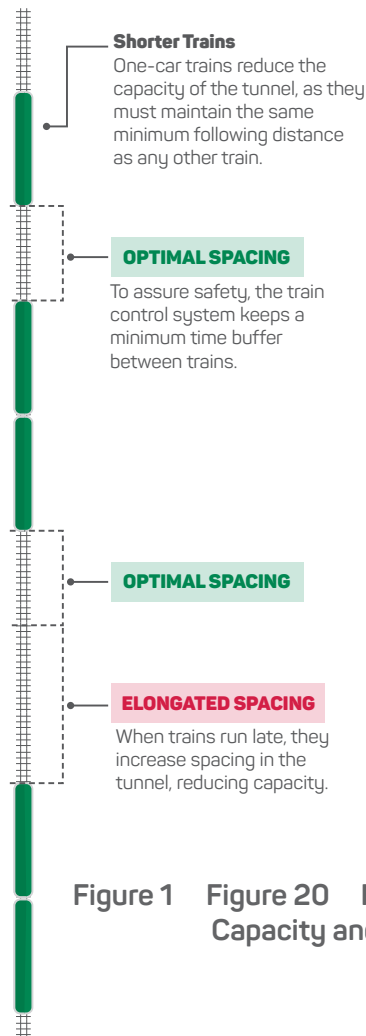 Shorter Trains
One-car trains reduce the
capacity of the tunnel, as they
must maintain the same
minimum following distance
as any other train.
OPTIMAL SPACING
To assure safety, the train
control system keeps a
minimum time buffer
between trains.
OPTIMAL SPACING
ELONGATED SPACING
When trains run late, they
increase spacing in the
tunnel, reducing capacity.
Figure 1 Figure 20
Capacity and